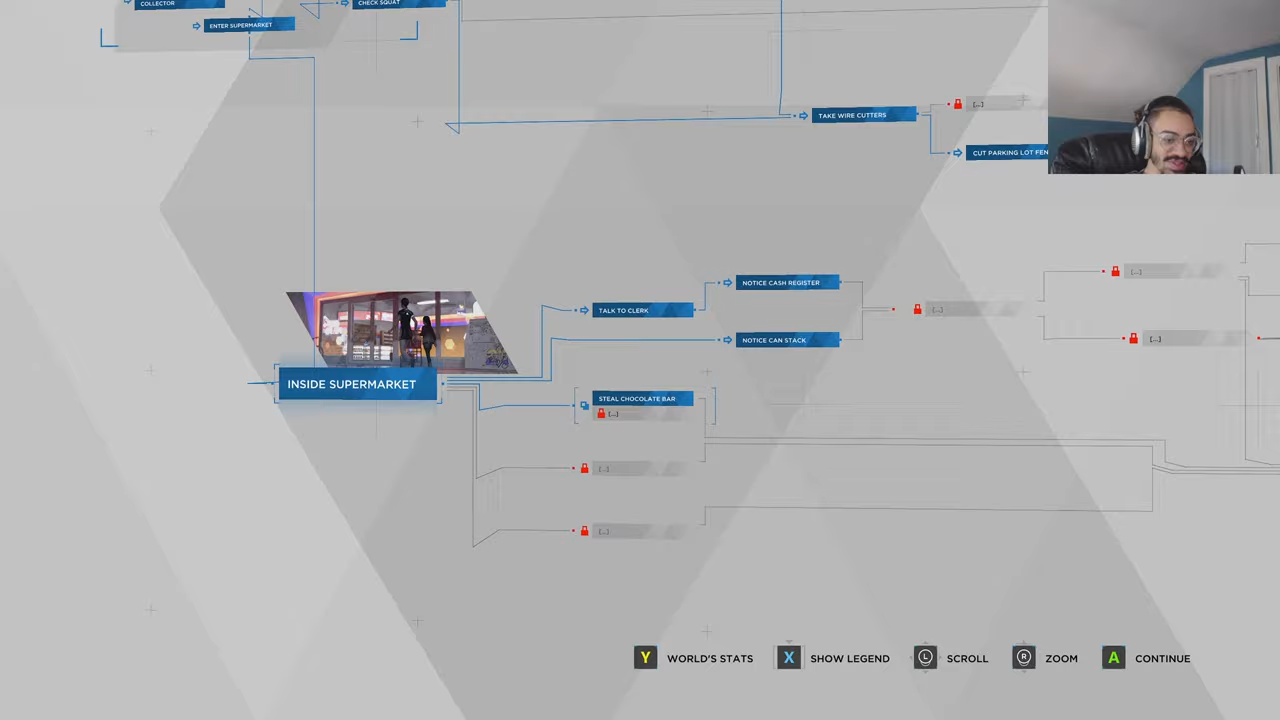 COLLECTOR
CHECK SQUAT
ENTER SUPERMARKET
TAKE WIRE CUTTERS
[...]
CUT PARKING LOT FEN
NOTICE CASH REGISTER
[...]
TALK TO CLERK
[...]
NOTICE CAN STACK
[...]
INSIDE SUPERMARKET
STEAL CHOCOLATE BAR
[...]
[...]
[...]
Y WORLD'S STATS
X SHOW LEGEND
L SCROLL
R ZOOM
A CONTINUE